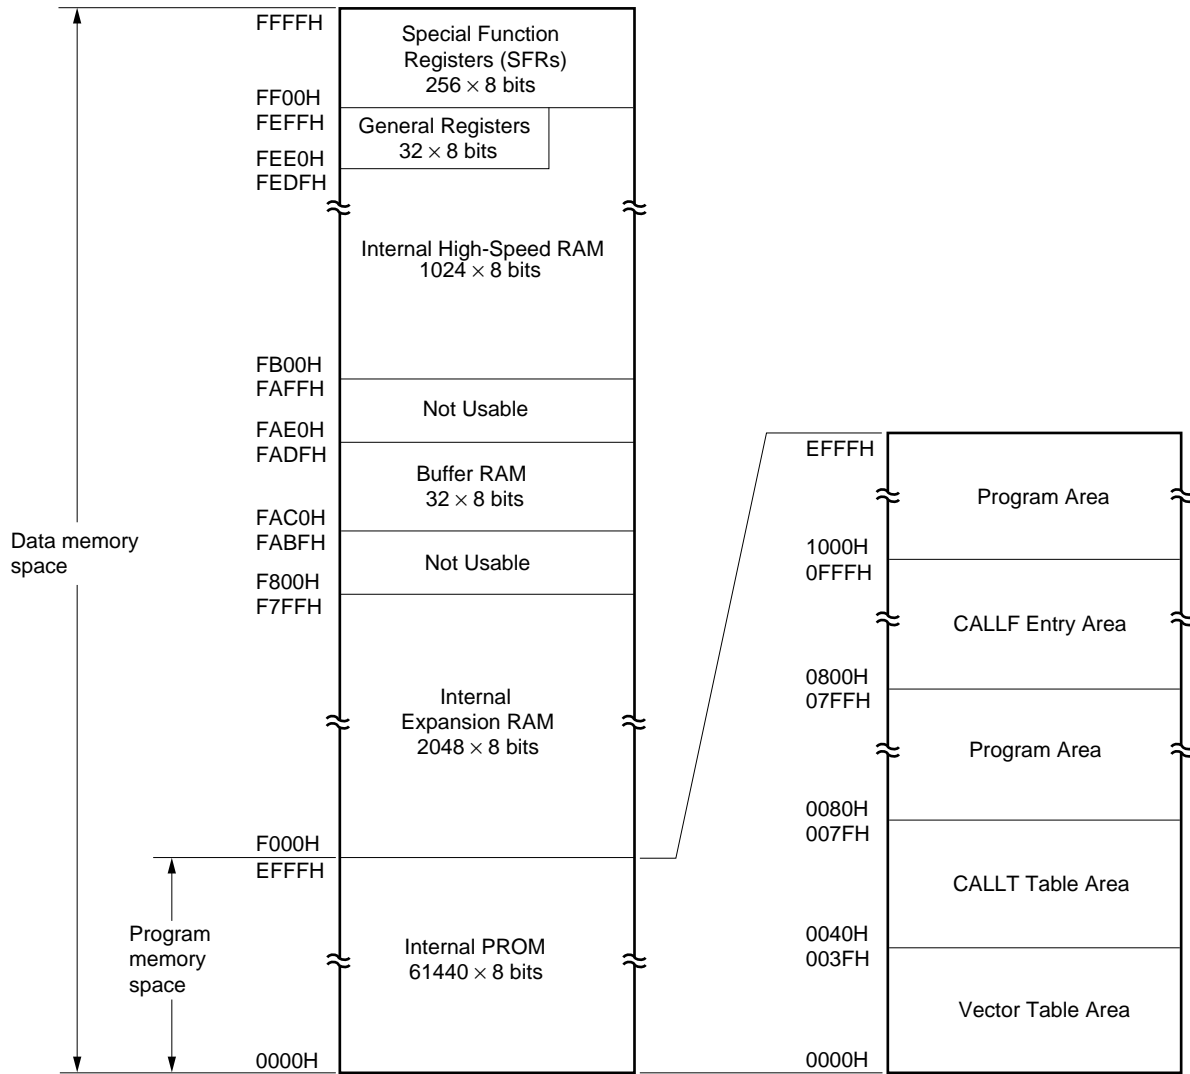 FFFFH
Special Function
Registers (SFRs)
256 × 8 bits
FF00H
FEFFH
General Registers
32 × 8 bits
FEE0H
FEDFH
Internal High-Speed RAM
1024 × 8 bits
FB00H
FAFFH
Not Usable
FAE0H
FADFH
Buffer RAM
32 × 8 bits
FAC0H
FABFH
Not Usable
F800H
F7FFH
Internal
Expansion RAM
2048 × 8 bits
F000H
EFFFH
Internal PROM
61440 × 8 bits
0000H
Data memory
space
Program
memory
space
EFFFH
Program Area
1000H
0FFFH
CALLF Entry Area
0800H
07FFH
Program Area
0080H
007FH
CALLT Table Area
0040H
003FH
Vector Table Area
0000H